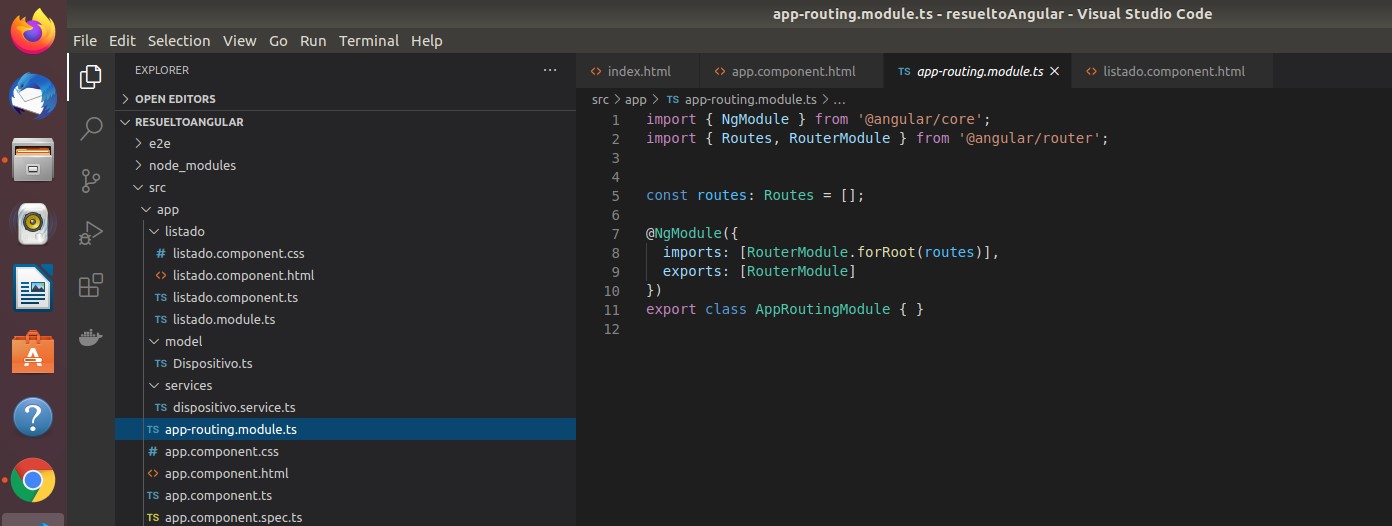 app-routing.module.ts - resueltoAngular - Visual Studio Code
File Edit Selection View Go Run Terminal Help
EXPLORER ...
OPEN EDITORS
RESUELTOANGULAR
e2e
node_modules
src
app
listado
# listado.component.css
<> listado.component.html
TS listado.component.ts
TS listado.module.ts
model
TS Dispositivo.ts
services
TS dispositivo.service.ts
TS app-routing.module.ts
# app.component.css
<> app.component.html
TS app.component.ts
TS app.component.spec.ts
<> index.html <> app.component.html TS app-routing.module.ts × <> listado.component.html
src > app > TS app-routing.module.ts > ...
1 import { NgModule } from '@angular/core';
2 import { Routes, RouterModule } from '@angular/router';
3
4
5 const routes: Routes = [];
6
7 @NgModule({
8   imports: [RouterModule.forRoot(routes)],
9   exports: [RouterModule]
10 })
11 export class AppRoutingModule { }
12